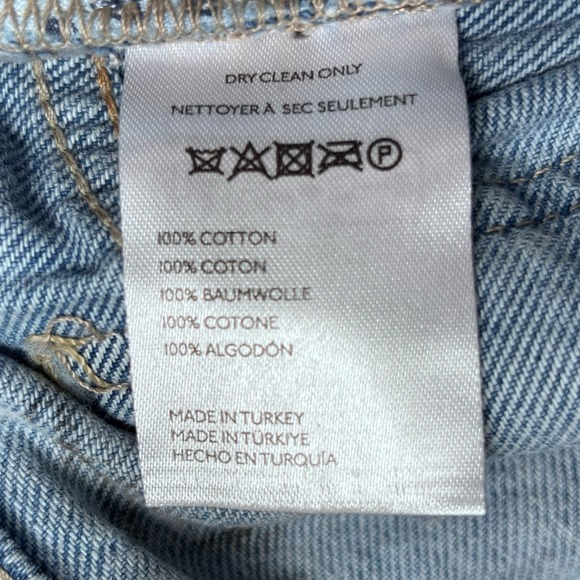 DRY CLEAN ONLY
NETTOYER À SEC SEULEMENT
P
100% COTTON
100% COTON
100% BAUMWOLLE
100% COTONE
100% ALGODÓN
MADE IN TURKEY
MADE IN TÜRKIYE
HECHO EN TURQUÍA